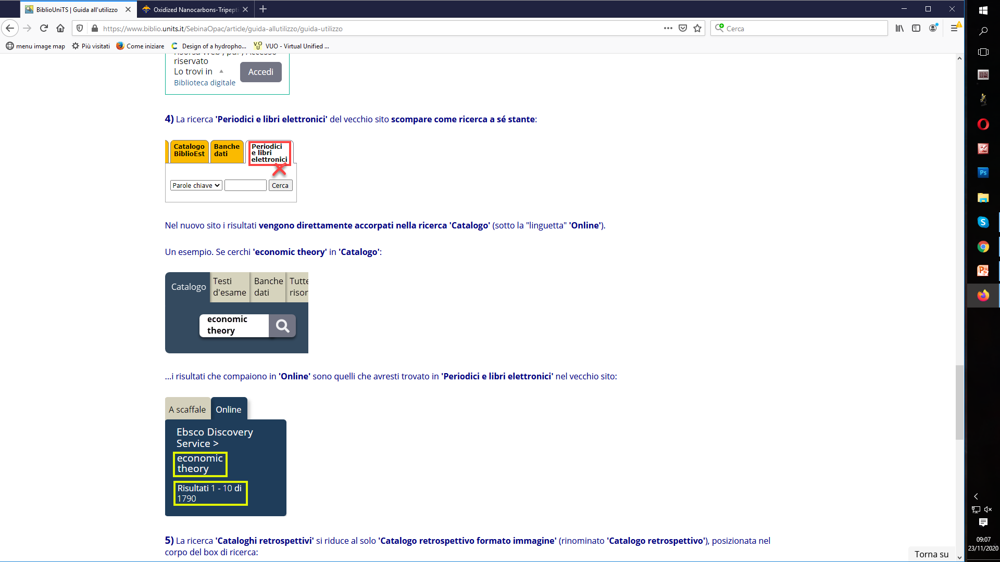 BiblioUniTS | Guida all'utilizzo
Oxidized Nanocarbons-Tripepti
https://www.biblio.units.it/SebinaOpac/article/guida-allutilizzo/guida-utilizzo
Cerca
menu image map
Più visitati
Come iniziare
Design of a hydropho...
VUO - Virtual Unified ...
risorsa Web , pdf , Accesso
riservato
Lo trovi in
Accedi
Biblioteca digitale
4) La ricerca 'Periodici e libri elettronici' del vecchio sito scompare come ricerca a sé stante:
Catalogo
BiblioEst
Banche
dati
Periodici
e libri
elettronici
Parole chiave
Cerca
Nel nuovo sito i risultati vengono direttamente accorpati nella ricerca 'Catalogo' (sotto la "linguetta" 'Online').
Un esempio. Se cerchi 'economic theory' in 'Catalogo':
Catalogo
Testi
d'esame
Banche
dati
Tutte
risor
economic
theory
...i risultati che compaiono in 'Online' sono quelli che avresti trovato in 'Periodici e libri elettronici' nel vecchio sito:
A scaffale
Online
Ebsco Discovery
Service >
economic
theory
Risultati 1 - 10 di
1790
5) La ricerca 'Cataloghi retrospettivi' si riduce al solo 'Catalogo retrospettivo formato immagine' (rinominato 'Catalogo retrospettivo'), posizionata nel
corpo del box di ricerca:
Torna su
Ps
09:07
23/11/2020